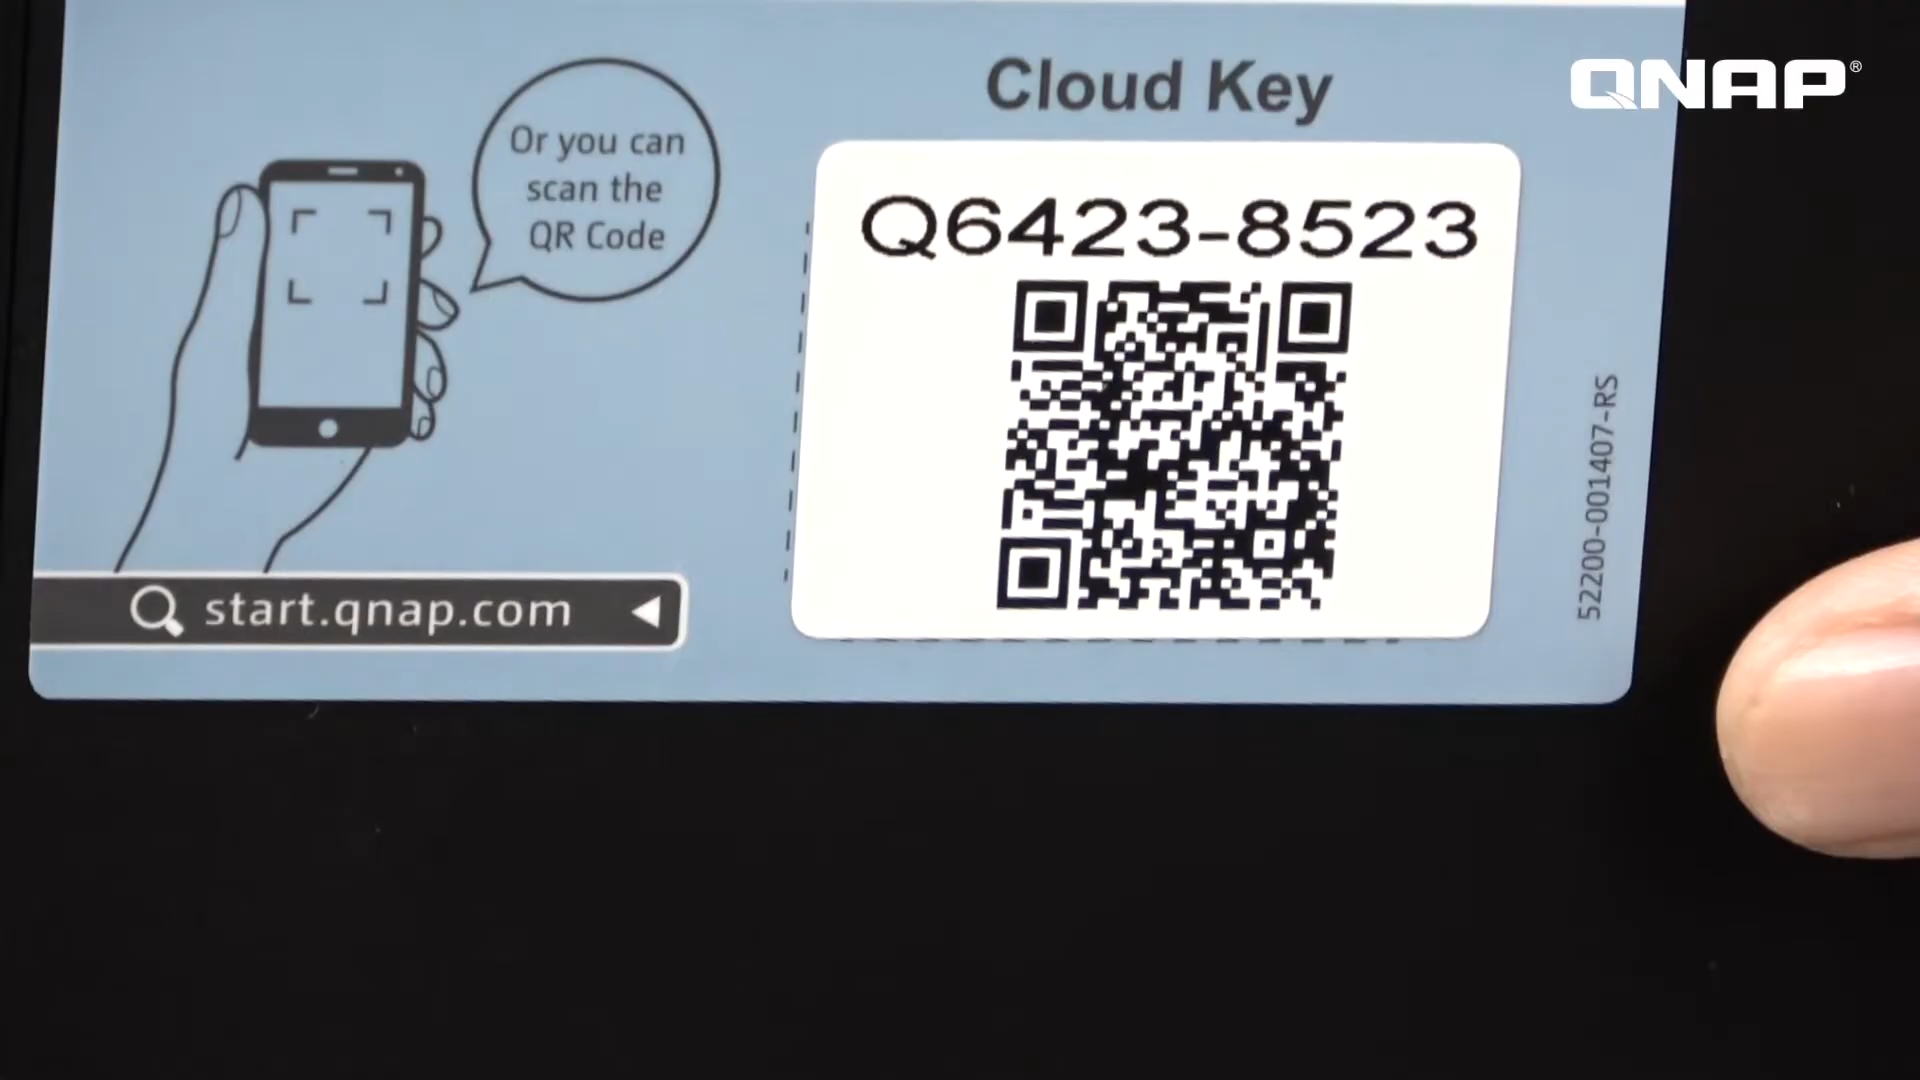 Cloud Key
QNAP®
Or you can
scan the
QR Code
Q6423-8523
52200-001407-RS
start.qnap.com